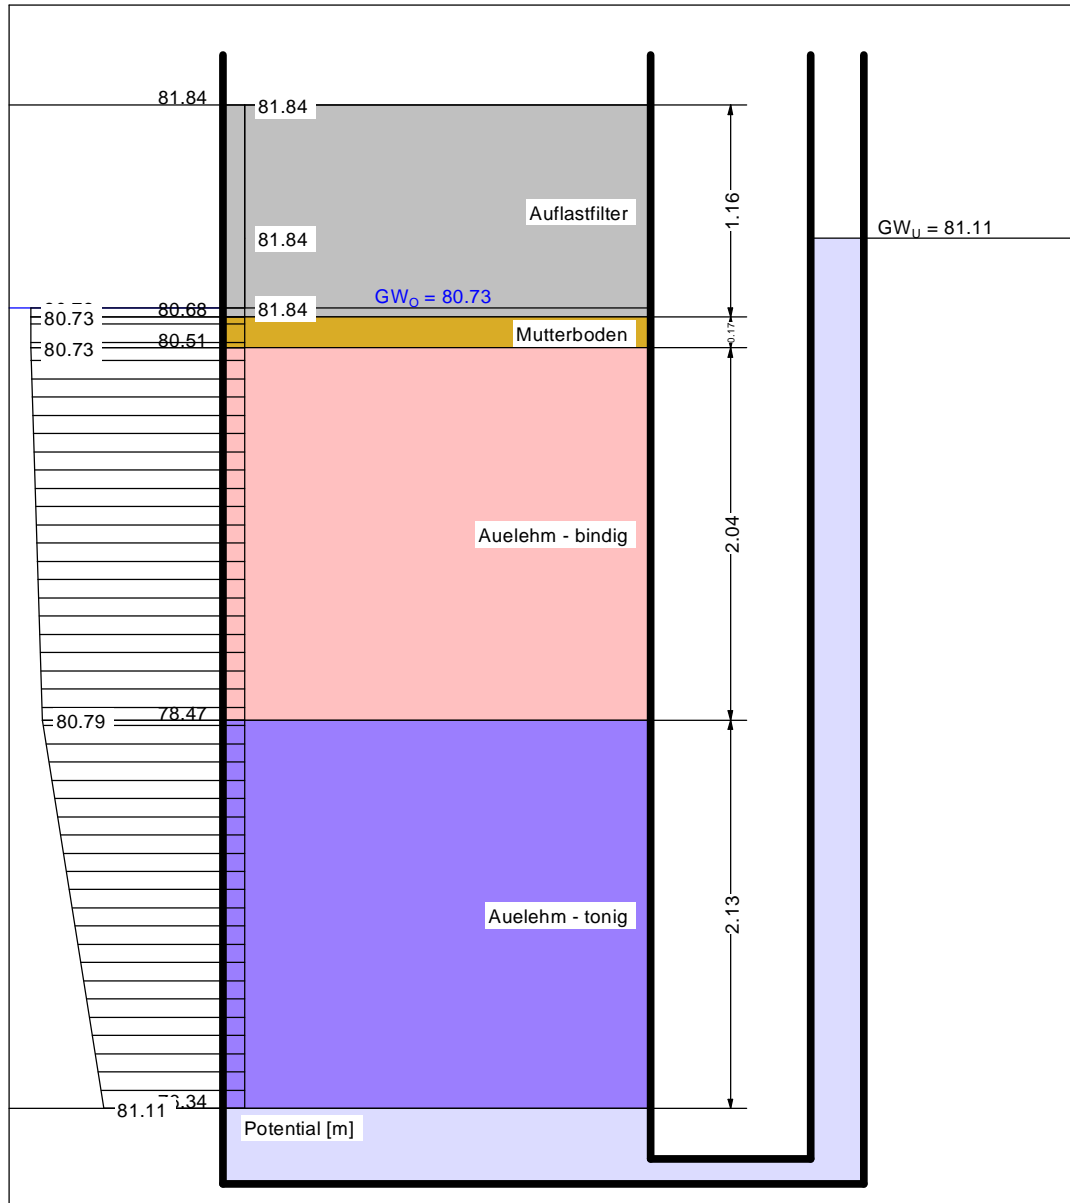 81.84
81.84
1.16
Auflastfilter
81.84
GW_U = 81.11
GW_O = 80.73
80.68
81.84
80.73
Mutterboden
0.17
80.51
80.73
2.04
Auelehm - bindig
78.47
80.79
2.13
Auelehm - tonig
81.11
Potential [m]